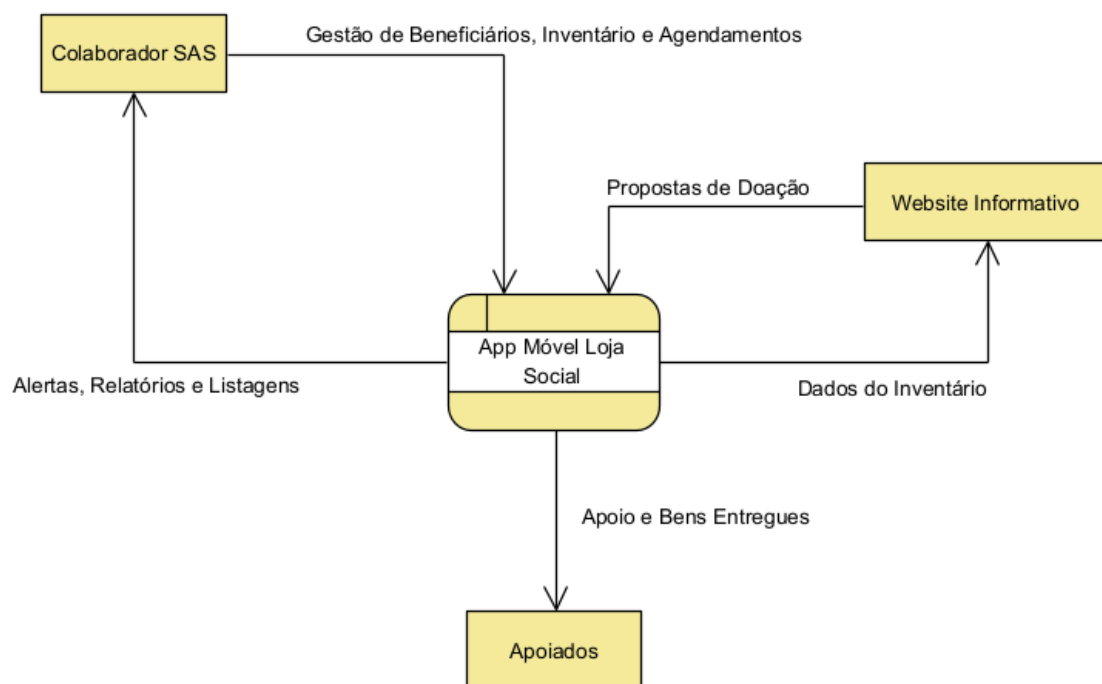 Gestão de Beneficiários, Inventário e Agendamentos
Colaborador SAS
Propostas de Doação
Website Informativo
App Móvel Loja
Social
Alertas, Relatórios e Listagens
Dados do Inventário
Apoio e Bens Entregues
Apoiados